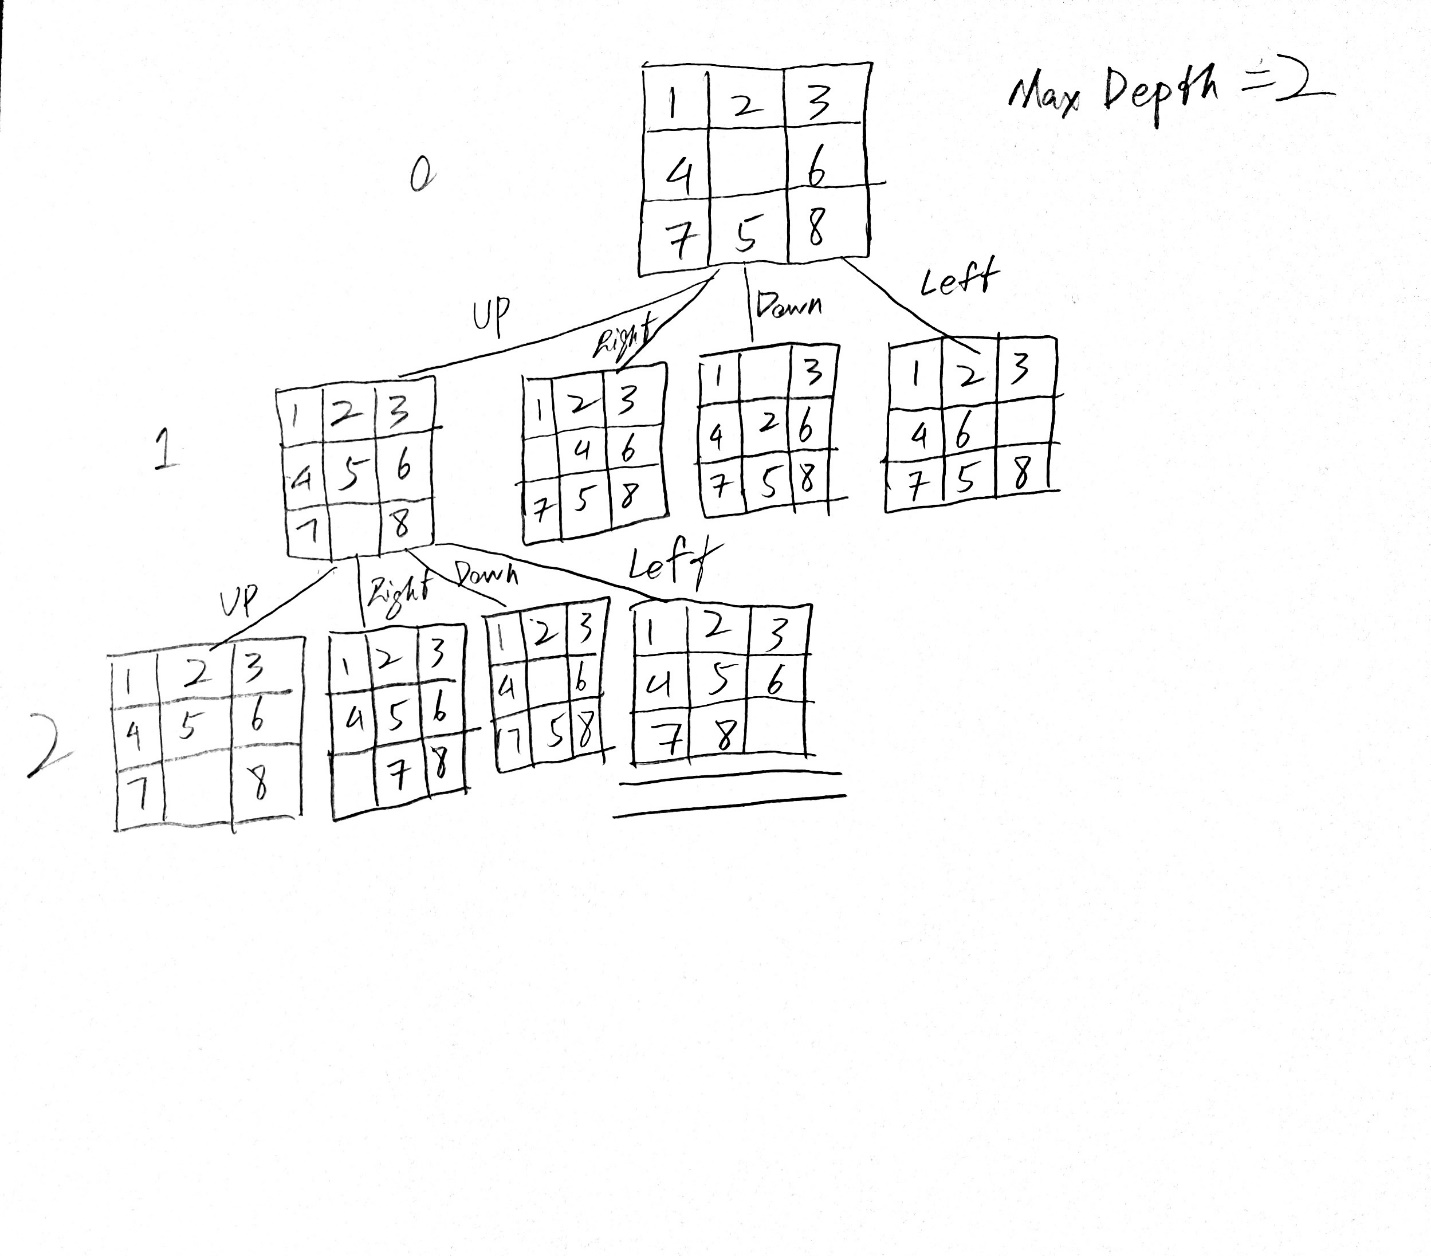 Max Depth = 2
1 2 3
0
4 6
7 5 8
UP Right Down Left
1 2 3 1 2 3 1 3 1 2 3
1
4 5 6 4 6 4 2 6 4 6
7 8 7 5 8 7 5 8 7 5 8
UP Right Down Left
1 2 3 1 2 3 1 2 3 1 2 3
2
4 5 6 4 5 6 4 6 4 5 6
7 8 7 8 7 5 8 7 8